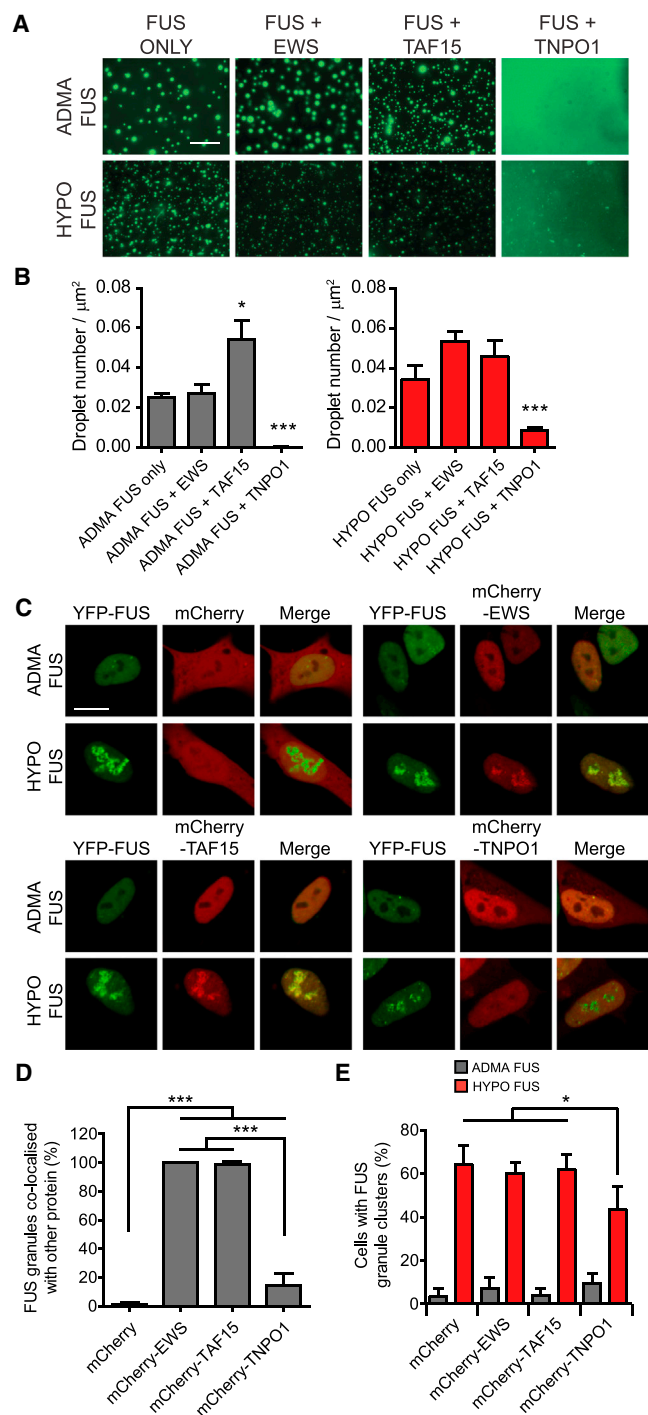 A
FUS ONLY
FUS + EWS
FUS + TAF15
FUS + TNPO1
ADMA FUS
HYPO FUS
B
Droplet number / μm²
0.08
0.06
0.04
0.02
0.00
*
***
ADMA FUS only
ADMA FUS + EWS
ADMA FUS + TAF15
ADMA FUS + TNPO1
Droplet number / μm²
0.08
0.06
0.04
0.02
0.00
***
HYPO FUS only
HYPO FUS + EWS
HYPO FUS + TAF15
HYPO FUS + TNPO1
C
YFP-FUS
mCherry
Merge
YFP-FUS
mCherry
-EWS
Merge
ADMA FUS
HYPO FUS
YFP-FUS
mCherry
-TAF15
Merge
YFP-FUS
mCherry
-TNPO1
Merge
ADMA FUS
HYPO FUS
D
FUS granules co-localised
with other protein (%)
120
100
80
60
40
20
0
***
***
mCherry
mCherry-EWS
mCherry-TAF15
mCherry-TNPO1
E
ADMA FUS
HYPO FUS
Cells with FUS
granule clusters (%)
80
60
40
20
0
*
mCherry
mCherry-EWS
mCherry-TAF15
mCherry-TNPO1